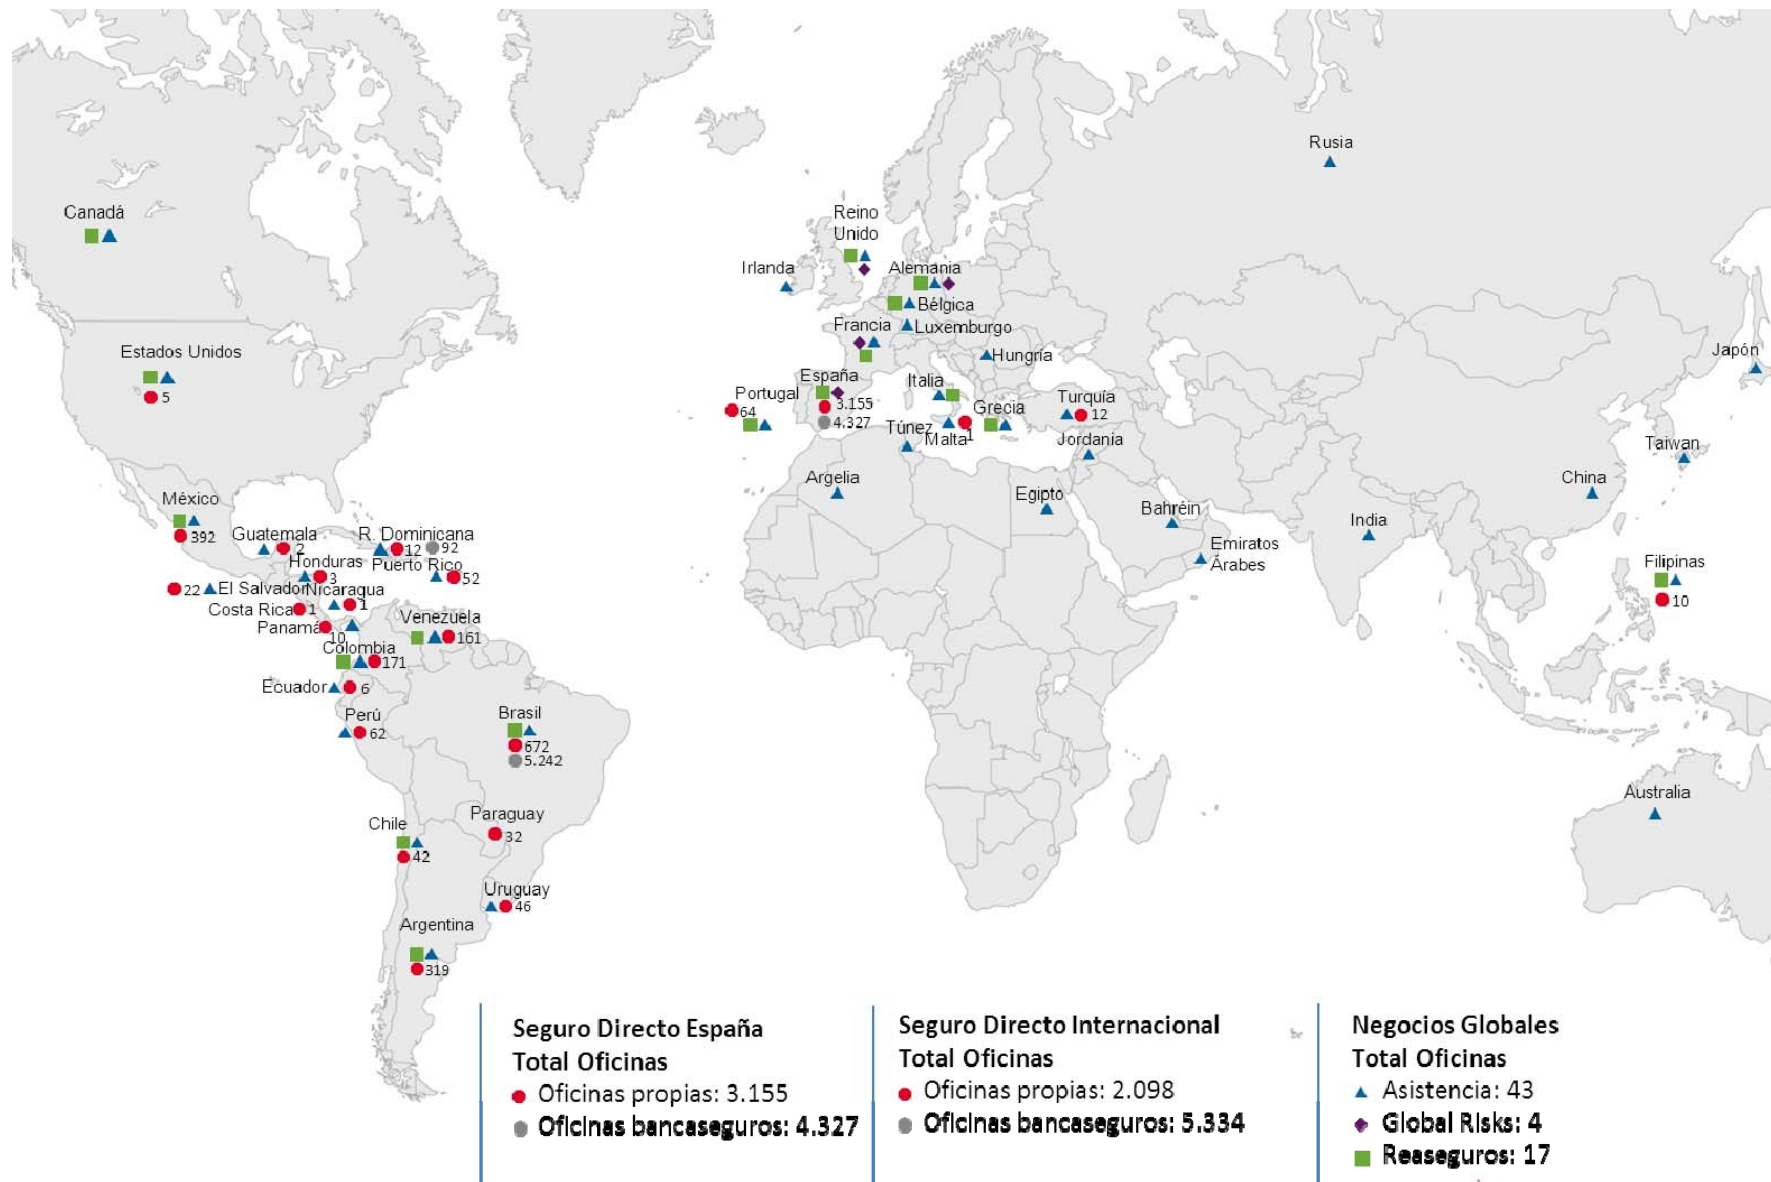 Rusia
Canadá
Reino
Unido
Irlanda
Alemania
Bélgica
Francia
Luxemburgo
Hungría
Estados Unidos
5
Japón
España
3.155
4.327
Portugal
64
Italia
Grecia
Turquía
12
Túnez
Malta
1
Jordania
Taiwan
Argelia
Egipto
Bahréin
China
India
Emiratos
Árabes
México
392
Guatemala
2
R. Dominicana
12
92
Honduras
3
Puerto Rico
52
22
El Salvador
Nicaragua
1
Costa Rica
1
Panamá
10
Venezuela
161
Colombia
171
Filipinas
10
Ecuador
6
Perú
62
Brasil
672
5.242
Australia
Chile
42
Paraguay
32
Uruguay
46
Argentina
319
Seguro Directo España
Total Oficinas
Oficinas propias: 3.155
Oficinas bancaseguros: 4.327
Seguro Directo Internacional
Total Oficinas
Oficinas propias: 2.098
Oficinas bancaseguros: 5.334
Negocios Globales
Total Oficinas
Asistencia: 43
Global Risks: 4
Reaseguros: 17